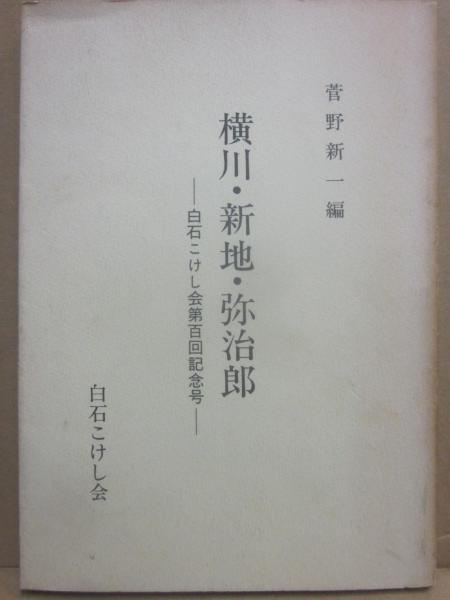 菅野新一編
横川・新地・弥治郎
―白石こけし会第百回記念号―
白石こけし会